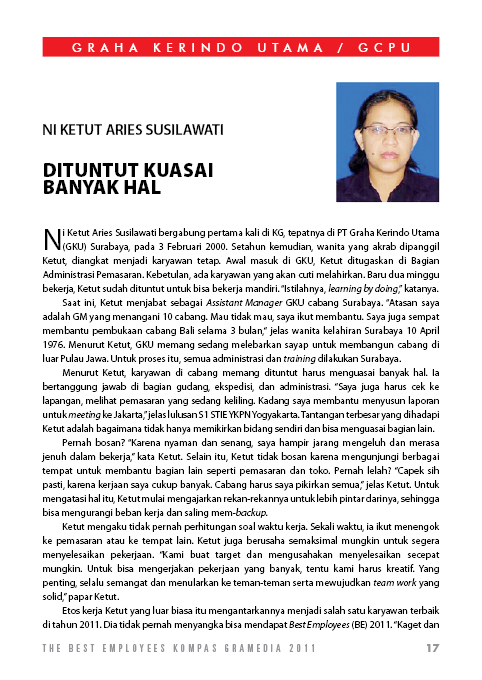 GRAHA KERINDO UTAMA / GCPU
NI KETUT ARIES SUSILAWATI
DITUNTUT KUASAI
BANYAK HAL
Ni Ketut Aries Susilawati bergabung pertama kali di KG, tepatnya di PT Graha Kerindo Utama
(GKU) Surabaya, pada 3 Februari 2000. Setahun kemudian, wanita yang akrab dipanggil
Ketut, diangkat menjadi karyawan tetap. Awal masuk di GKU, Ketut ditugaskan di Bagian
Administrasi Pemasaran. Kebetulan, ada karyawan yang akan cuti melahirkan. Baru dua minggu
bekerja, Ketut sudah dituntut untuk bisa bekerja mandiri. “Istilahnya, learning by doing,” katanya.
Saat ini, Ketut menjabat sebagai Assistant Manager GKU cabang Surabaya. “Atasan saya
adalah GM yang menangani 10 cabang. Mau tidak mau, saya ikut membantu. Saya juga sempat
membantu pembukaan cabang Bali selama 3 bulan,” jelas wanita kelahiran Surabaya 10 April
1976. Menurut Ketut, GKU memang sedang melebarkan sayap untuk membangun cabang di
luar Pulau Jawa. Untuk proses itu, semua administrasi dan training dilakukan Surabaya.
Menurut Ketut, karyawan di cabang memang dituntut harus menguasai banyak hal. Ia
bertanggung jawab di bagian gudang, ekspedisi, dan administrasi. “Saya juga harus cek ke
lapangan, melihat pemasaran yang sedang keliling. Kadang saya membantu menyusun laporan
untuk meeting ke Jakarta,” jelas lulusan S1 STIE YKPN Yogyakarta. Tantangan terbesar yang dihadapi
Ketut adalah bagaimana tidak hanya memikirkan bidang sendiri dan bisa menguasai bagian lain.
Pernah bosan? “Karena nyaman dan senang, saya hampir jarang mengeluh dan merasa
jenuh dalam bekerja,” kata Ketut. Selain itu, Ketut tidak bosan karena mengunjungi berbagai
tempat untuk membantu bagian lain seperti pemasaran dan toko. Pernah lelah? “Capek sih
pasti, karena kerjaan saya cukup banyak. Cabang harus saya pikirkan semua,” jelas Ketut. Untuk
mengatasi hal itu, Ketut mulai mengajarkan rekan-rekannya untuk lebih pintar darinya, sehingga
bisa mengurangi beban kerja dan saling mem-backup.
Ketut mengaku tidak pernah perhitungan soal waktu kerja. Sekali waktu, ia ikut menengok
ke pemasaran atau ke tempat lain. Ketut juga berusaha semaksimal mungkin untuk segera
menyelesaikan pekerjaan. “Kami buat target dan mengusahakan menyelesaikan secepat
mungkin. Untuk bisa mengerjakan pekerjaan yang banyak, tentu kami harus kreatif. Yang
penting, selalu semangat dan menularkan ke teman-teman serta mewujudkan team work yang
solid,” papar Ketut.
Etos kerja Ketut yang luar biasa itu mengantarkannya menjadi salah satu karyawan terbaik
di tahun 2011. Dia tidak pernah menyangka bisa mendapat Best Employees (BE) 2011. “Kaget dan
THE BEST EMPLOYEES KOMPAS GRAMEDIA 2011 17